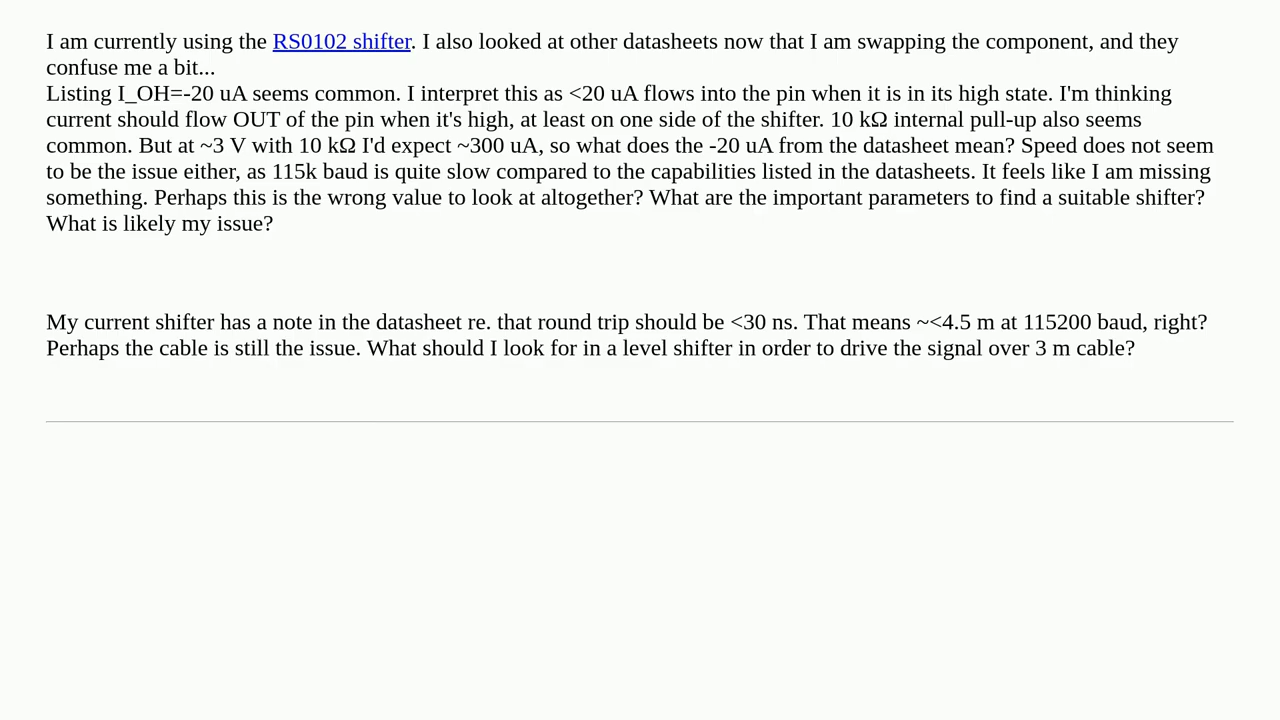 I am currently using the RS0102 shifter. I also looked at other datasheets now that I am swapping the component, and they
confuse me a bit...
Listing I_OH=-20 uA seems common. I interpret this as <20 uA flows into the pin when it is in its high state. I'm thinking
current should flow OUT of the pin when it's high, at least on one side of the shifter. 10 kΩ internal pull-up also seems
common. But at ~3 V with 10 kΩ I'd expect ~300 uA, so what does the -20 uA from the datasheet mean? Speed does not seem
to be the issue either, as 115k baud is quite slow compared to the capabilities listed in the datasheets. It feels like I am missing
something. Perhaps this is the wrong value to look at altogether? What are the important parameters to find a suitable shifter?
What is likely my issue?
My current shifter has a note in the datasheet re. that round trip should be <30 ns. That means ~<4.5 m at 115200 baud, right?
Perhaps the cable is still the issue. What should I look for in a level shifter in order to drive the signal over 3 m cable?